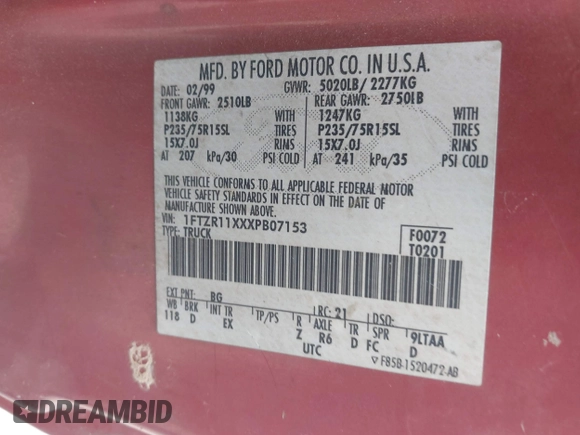 MFD. BY FORD MOTOR CO. IN U.S.A.
DATE: 02/99 GVWR: 5020LB/ 2277KG
FRONT GAWR: 2510LB REAR GAWR: 2750LB
1138KG WITH 1247KG WITH
P235/75R15SL TIRES P235/75R15SL TIRES
15X7.0J RIMS 15X7.0J RIMS
AT 207 kPa/30 PSI COLD AT 241 kPa/35 PSI COLD
THIS VEHICLE CONFORMS TO ALL APPLICABLE FEDERAL MOTOR
VEHICLE SAFETY STANDARDS IN EFFECT ON THE DATE OF
MANUFACTURE SHOWN ABOVE.
VIN: 1FTZR11XXXPB07153
TYPE: TRUCK
F0072
T0201
EXT PNT: BG RC: 21 DSO:
WB BRK INT TR TP/PS R AXLE TR SPR 9LTAA
118 D EX Z R6 D FC D
UTC
▽ F85B-1520472-AB
DREAMBID